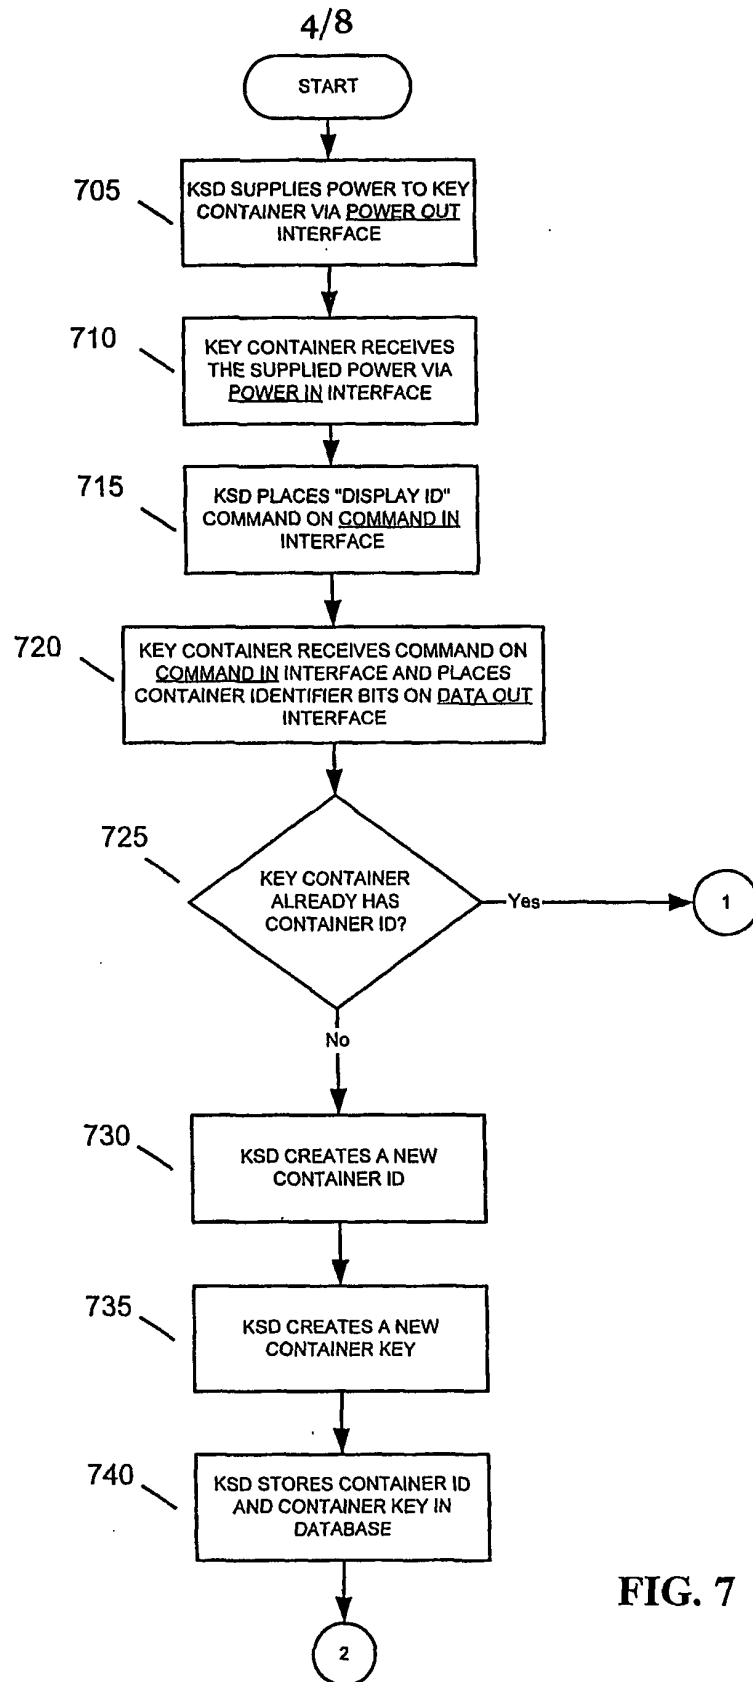 4/8
START
705
KSD SUPPLIES POWER TO KEY
CONTAINER VIA POWER OUT
INTERFACE
710
KEY CONTAINER RECEIVES
THE SUPPLIED POWER VIA
POWER IN INTERFACE
715
KSD PLACES "DISPLAY ID"
COMMAND ON COMMAND IN
INTERFACE
720
KEY CONTAINER RECEIVES COMMAND ON
COMMAND IN INTERFACE AND PLACES
CONTAINER IDENTIFIER BITS ON DATA OUT
INTERFACE
725
KEY CONTAINER
ALREADY HAS
CONTAINER ID?
Yes
1
No
730
KSD CREATES A NEW
CONTAINER ID
735
KSD CREATES A NEW
CONTAINER KEY
740
KSD STORES CONTAINER ID
AND CONTAINER KEY IN
DATABASE
FIG. 7
2